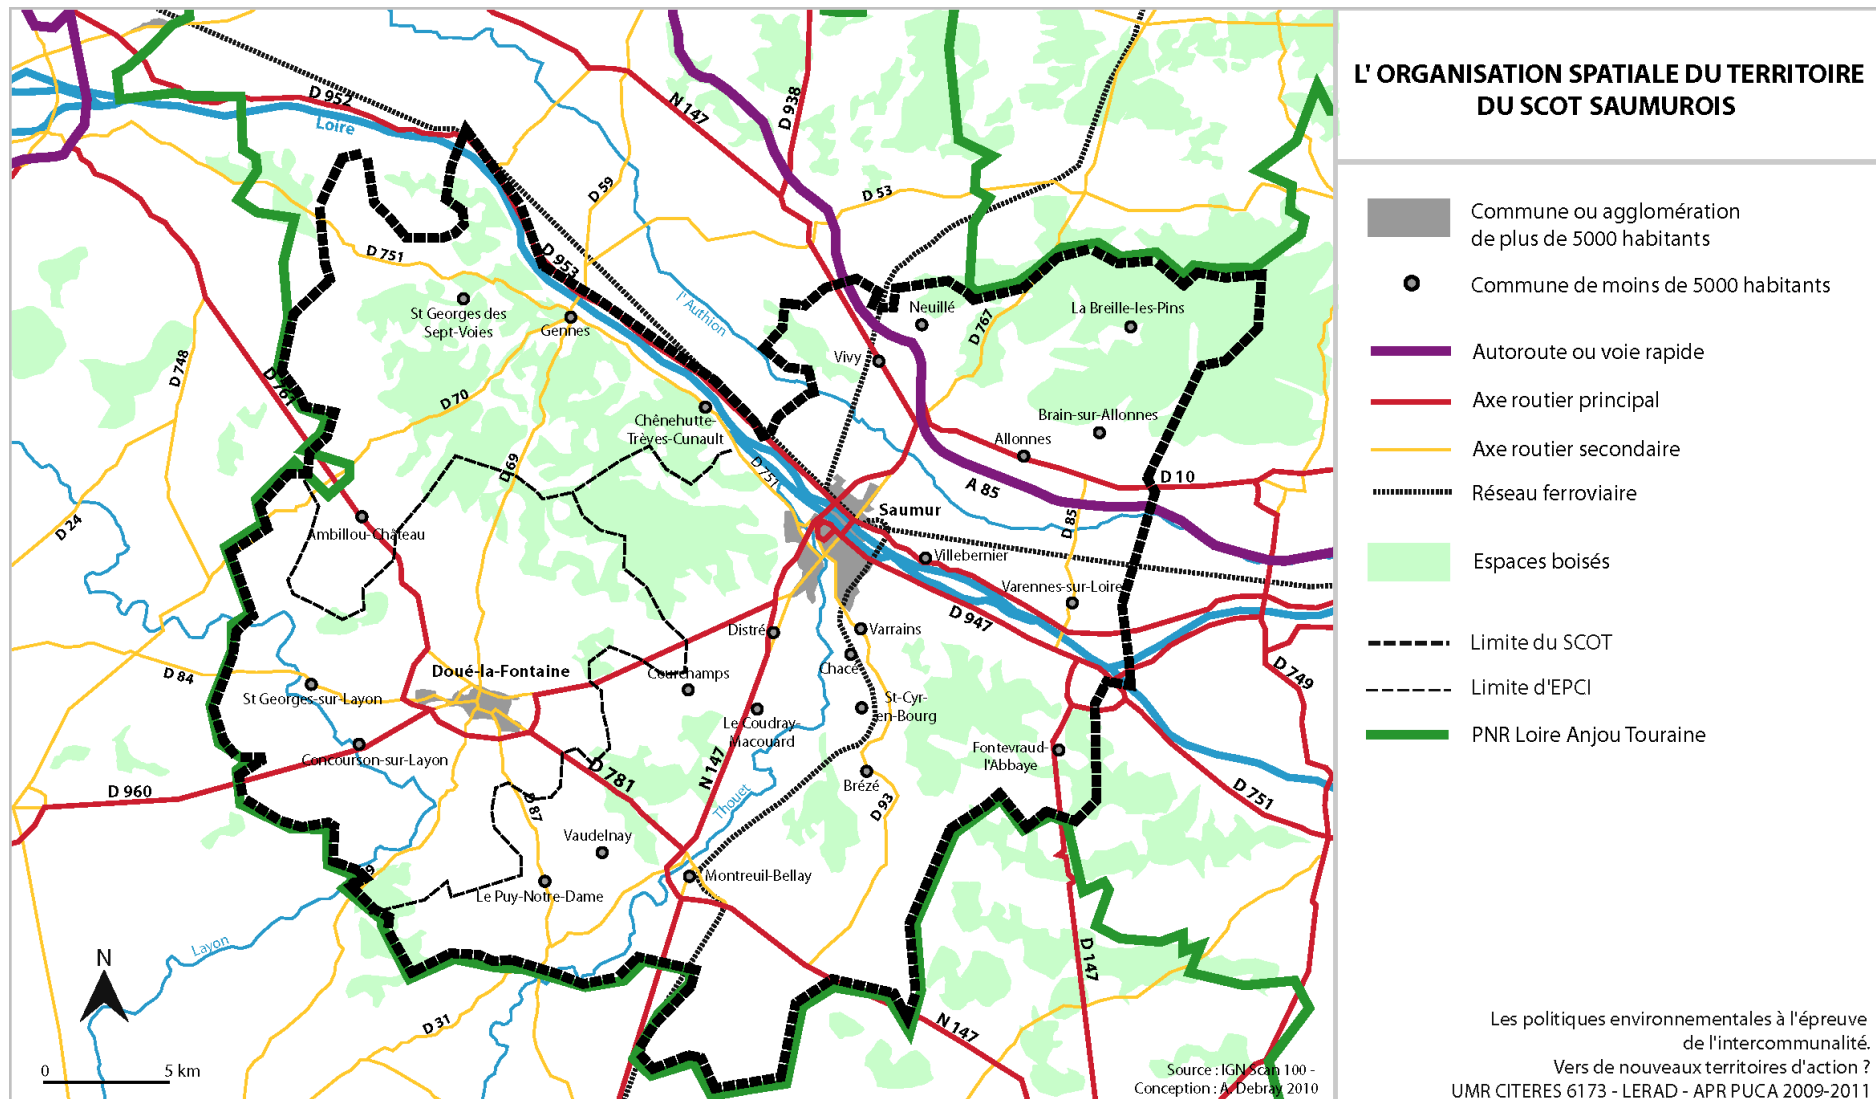 L' ORGANISATION SPATIALE DU TERRITOIRE
DU SCOT SAUMUROIS
Commune ou agglomération
de plus de 5000 habitants
Commune de moins de 5000 habitants
Autoroute ou voie rapide
Axe routier principal
Axe routier secondaire
Réseau ferroviaire
Espaces boisés
Limite du SCOT
Limite d'EPCI
PNR Loire Anjou Touraine
Les politiques environnementales à l'épreuve
de l'intercommunalité.
Vers de nouveaux territoires d'action ?
UMR CITERES 6173 - LERAD - APR PUCA 2009-2011
D 952
Loire
N 147
D 938
D 59
D 53
D 751
D 953
l'Authion
St Georges des
Sept-Voies
Gennes
Neuillé
La Breille-les-Pins
D 767
Vivy
D 748
D 761
D 70
Chênehutte-
Trèves-Cunault
Brain-sur-Allonnes
Allonnes
D 69
D 751
D 10
A 85
D 24
Saumur
D 85
Ambillou-Château
Villebernier
Varennes-sur-Loire
D 947
Distré
Varrains
Chacé
D 84
Doué-la-Fontaine
Courchamps
D 749
St Georges-sur-Layon
St-Cyr-
en-Bourg
Le Coudray-
Macouard
Concourson-sur-Layon
Fontevraud-
l'Abbaye
N 147
D 781
Brézé
D 960
D 751
D 87
Thouet
D 93
Vaudelnay
Montreuil-Bellay
Le Puy-Notre-Dame
Layon
D 147
N
D 31
N 147
0 5 km
Source : IGN Scan 100 -
Conception : A. Debray 2010